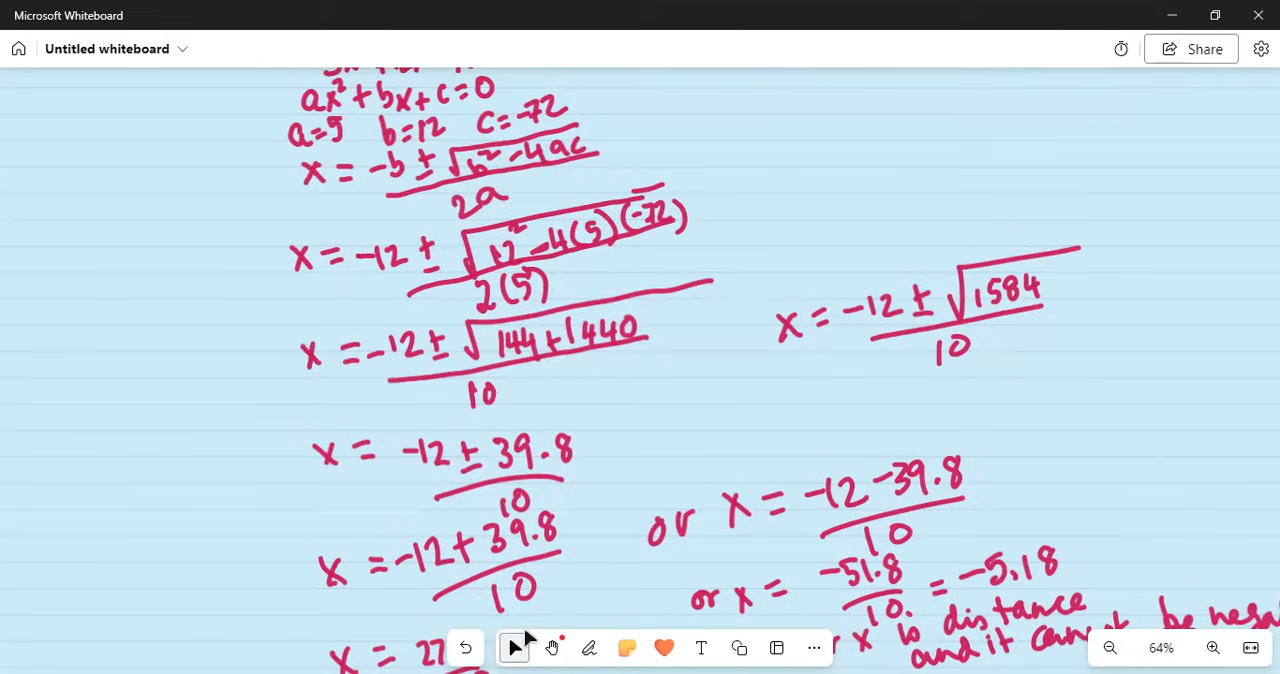 Microsoft Whiteboard
Untitled whiteboard
Share
ax² + bx + c = 0
a=5 b=12 c=-72
x = -b ± √b² -4ac
2a
x = -12 ± √12² -4(5)(-72)
2(5)
x = -12 ± √144+1440
10
x = -12 ± √1584
10
x = -12 ± 39.8
10
x = -12 + 39.8
10
or x = -12 -39.8
10
or x = -51.8 = -5.18
10.
x is distance
and it cannot be nega
x = 27
64%